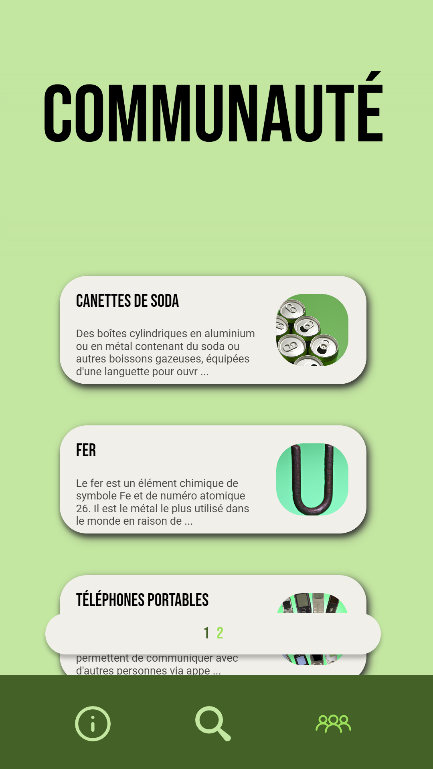 COMMUNAUTÉ
CANETTES DE SODA
Des boîtes cylindriques en aluminium
ou en métal contenant du soda ou
autres boissons gazeuses, équipées
d'une languette pour ouvr ...
FER
Le fer est un élément chimique de
symbole Fe et de numéro atomique
26. Il est le métal le plus utilisé dans
le monde en raison de ...
TÉLÉPHONES PORTABLES
1 2
permettent de communiquer avec
d'autres personnes via appe ...